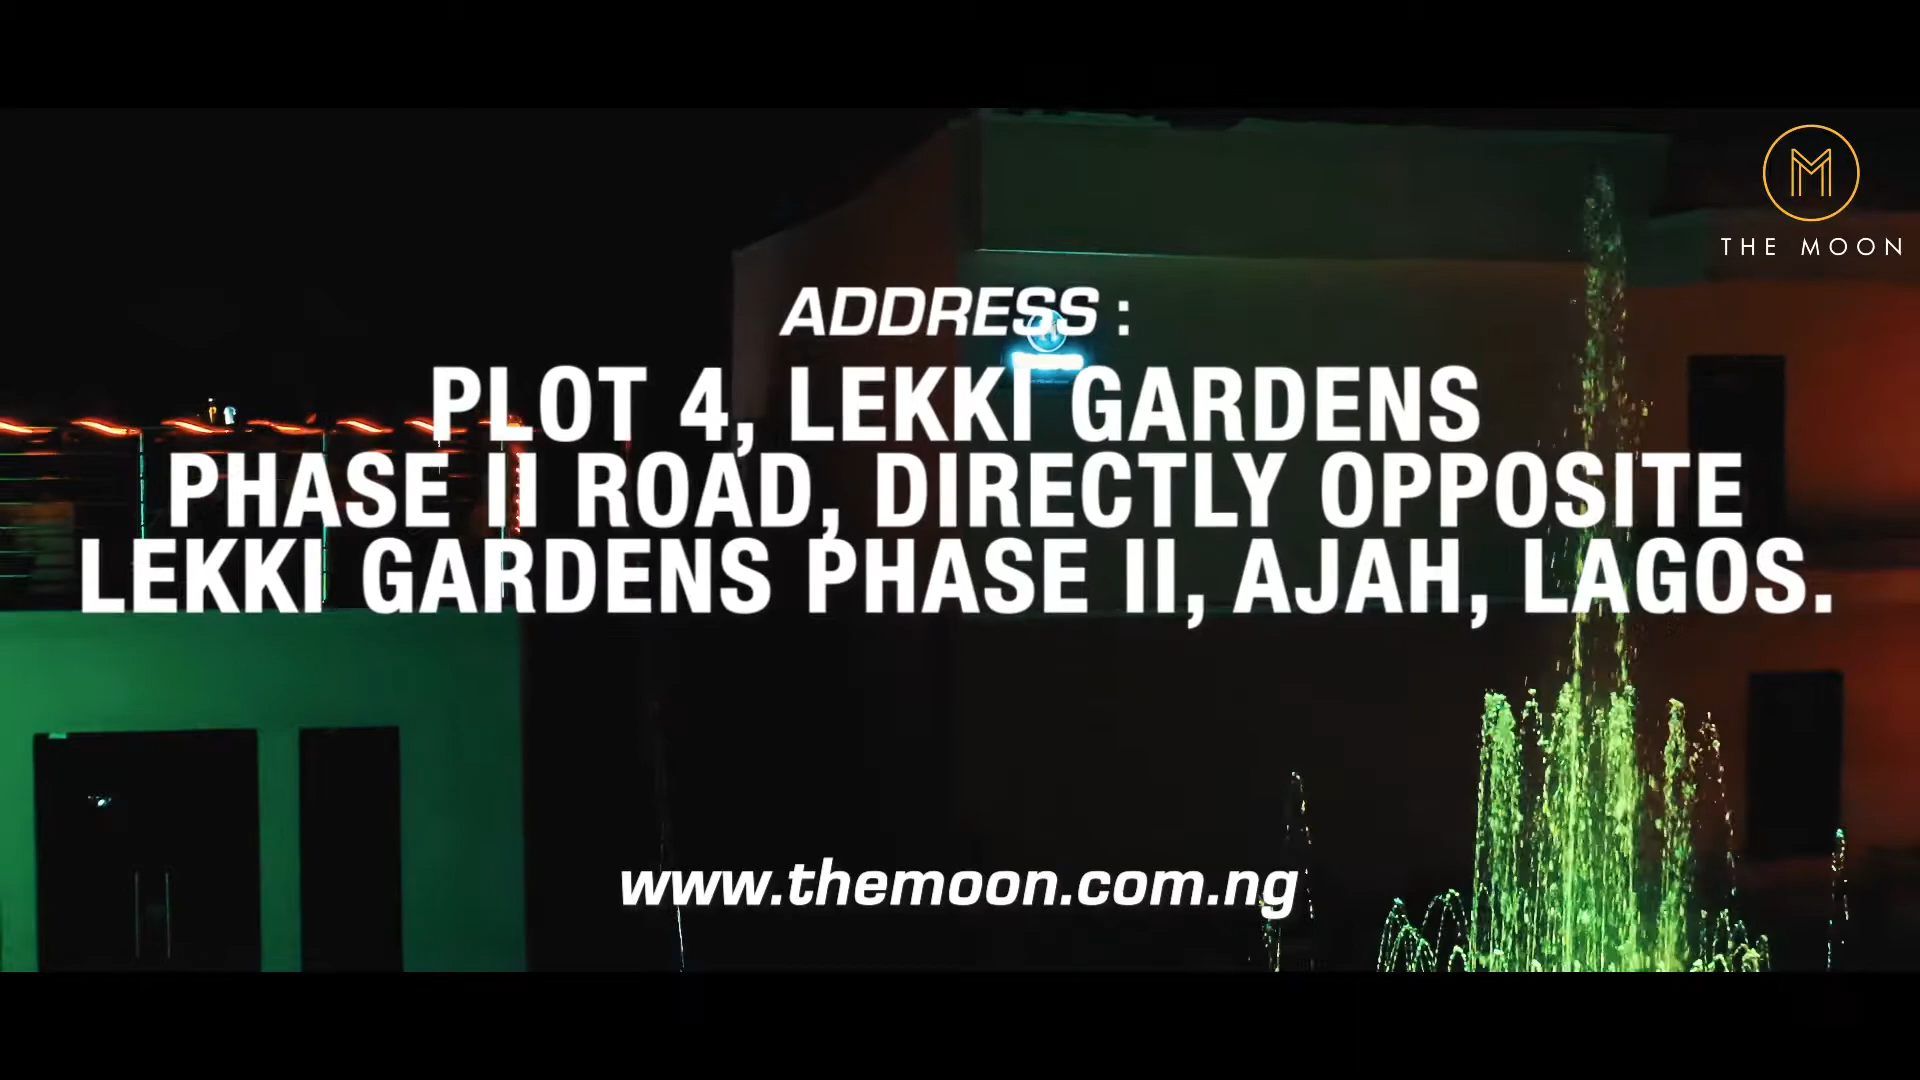 THE MOON
ADDRESS :
PLOT 4, LEKKI GARDENS
PHASE II ROAD, DIRECTLY OPPOSITE
LEKKI GARDENS PHASE II, AJAH, LAGOS.
www.themoon.com.ng